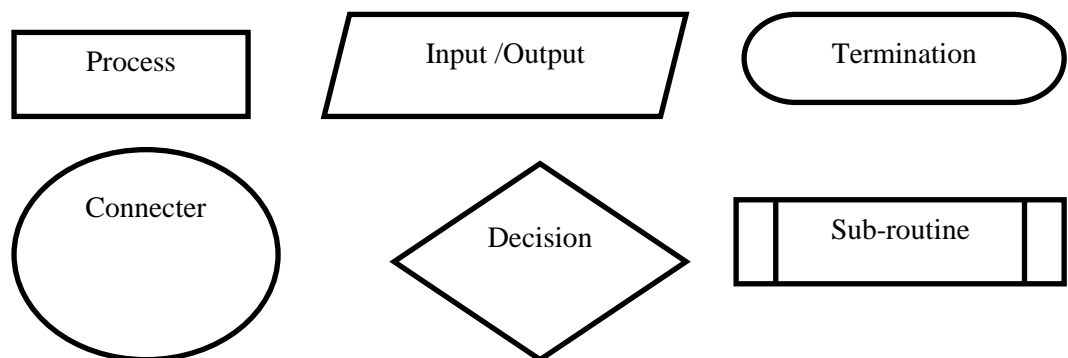 Process
Input /Output
Termination
Connecter
Decision
Sub-routine